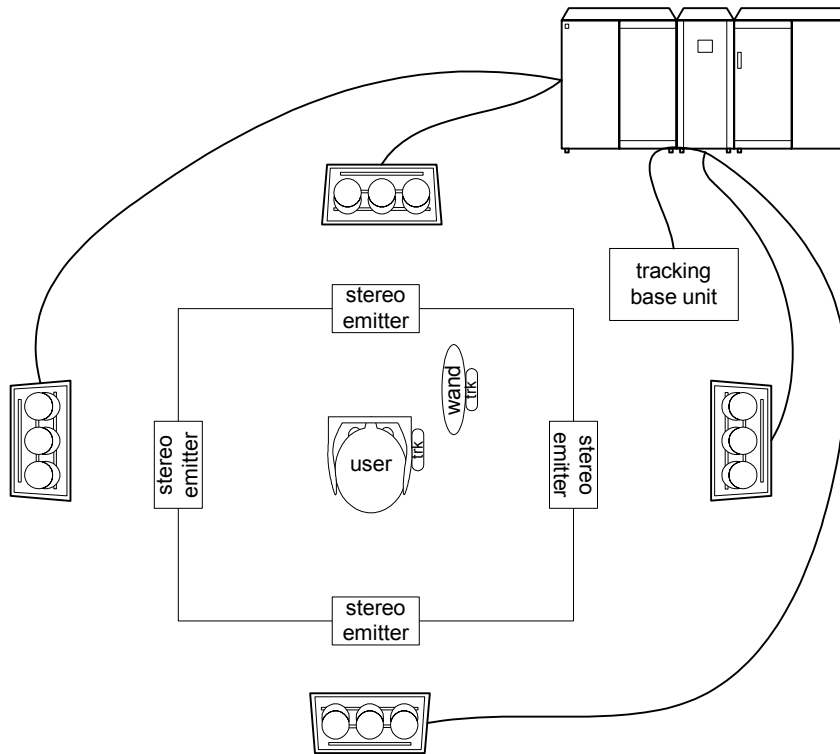 tracking
base unit
stereo
emitter
wand
trk
stereo
emitter
user
trk
stereo
emitter
stereo
emitter